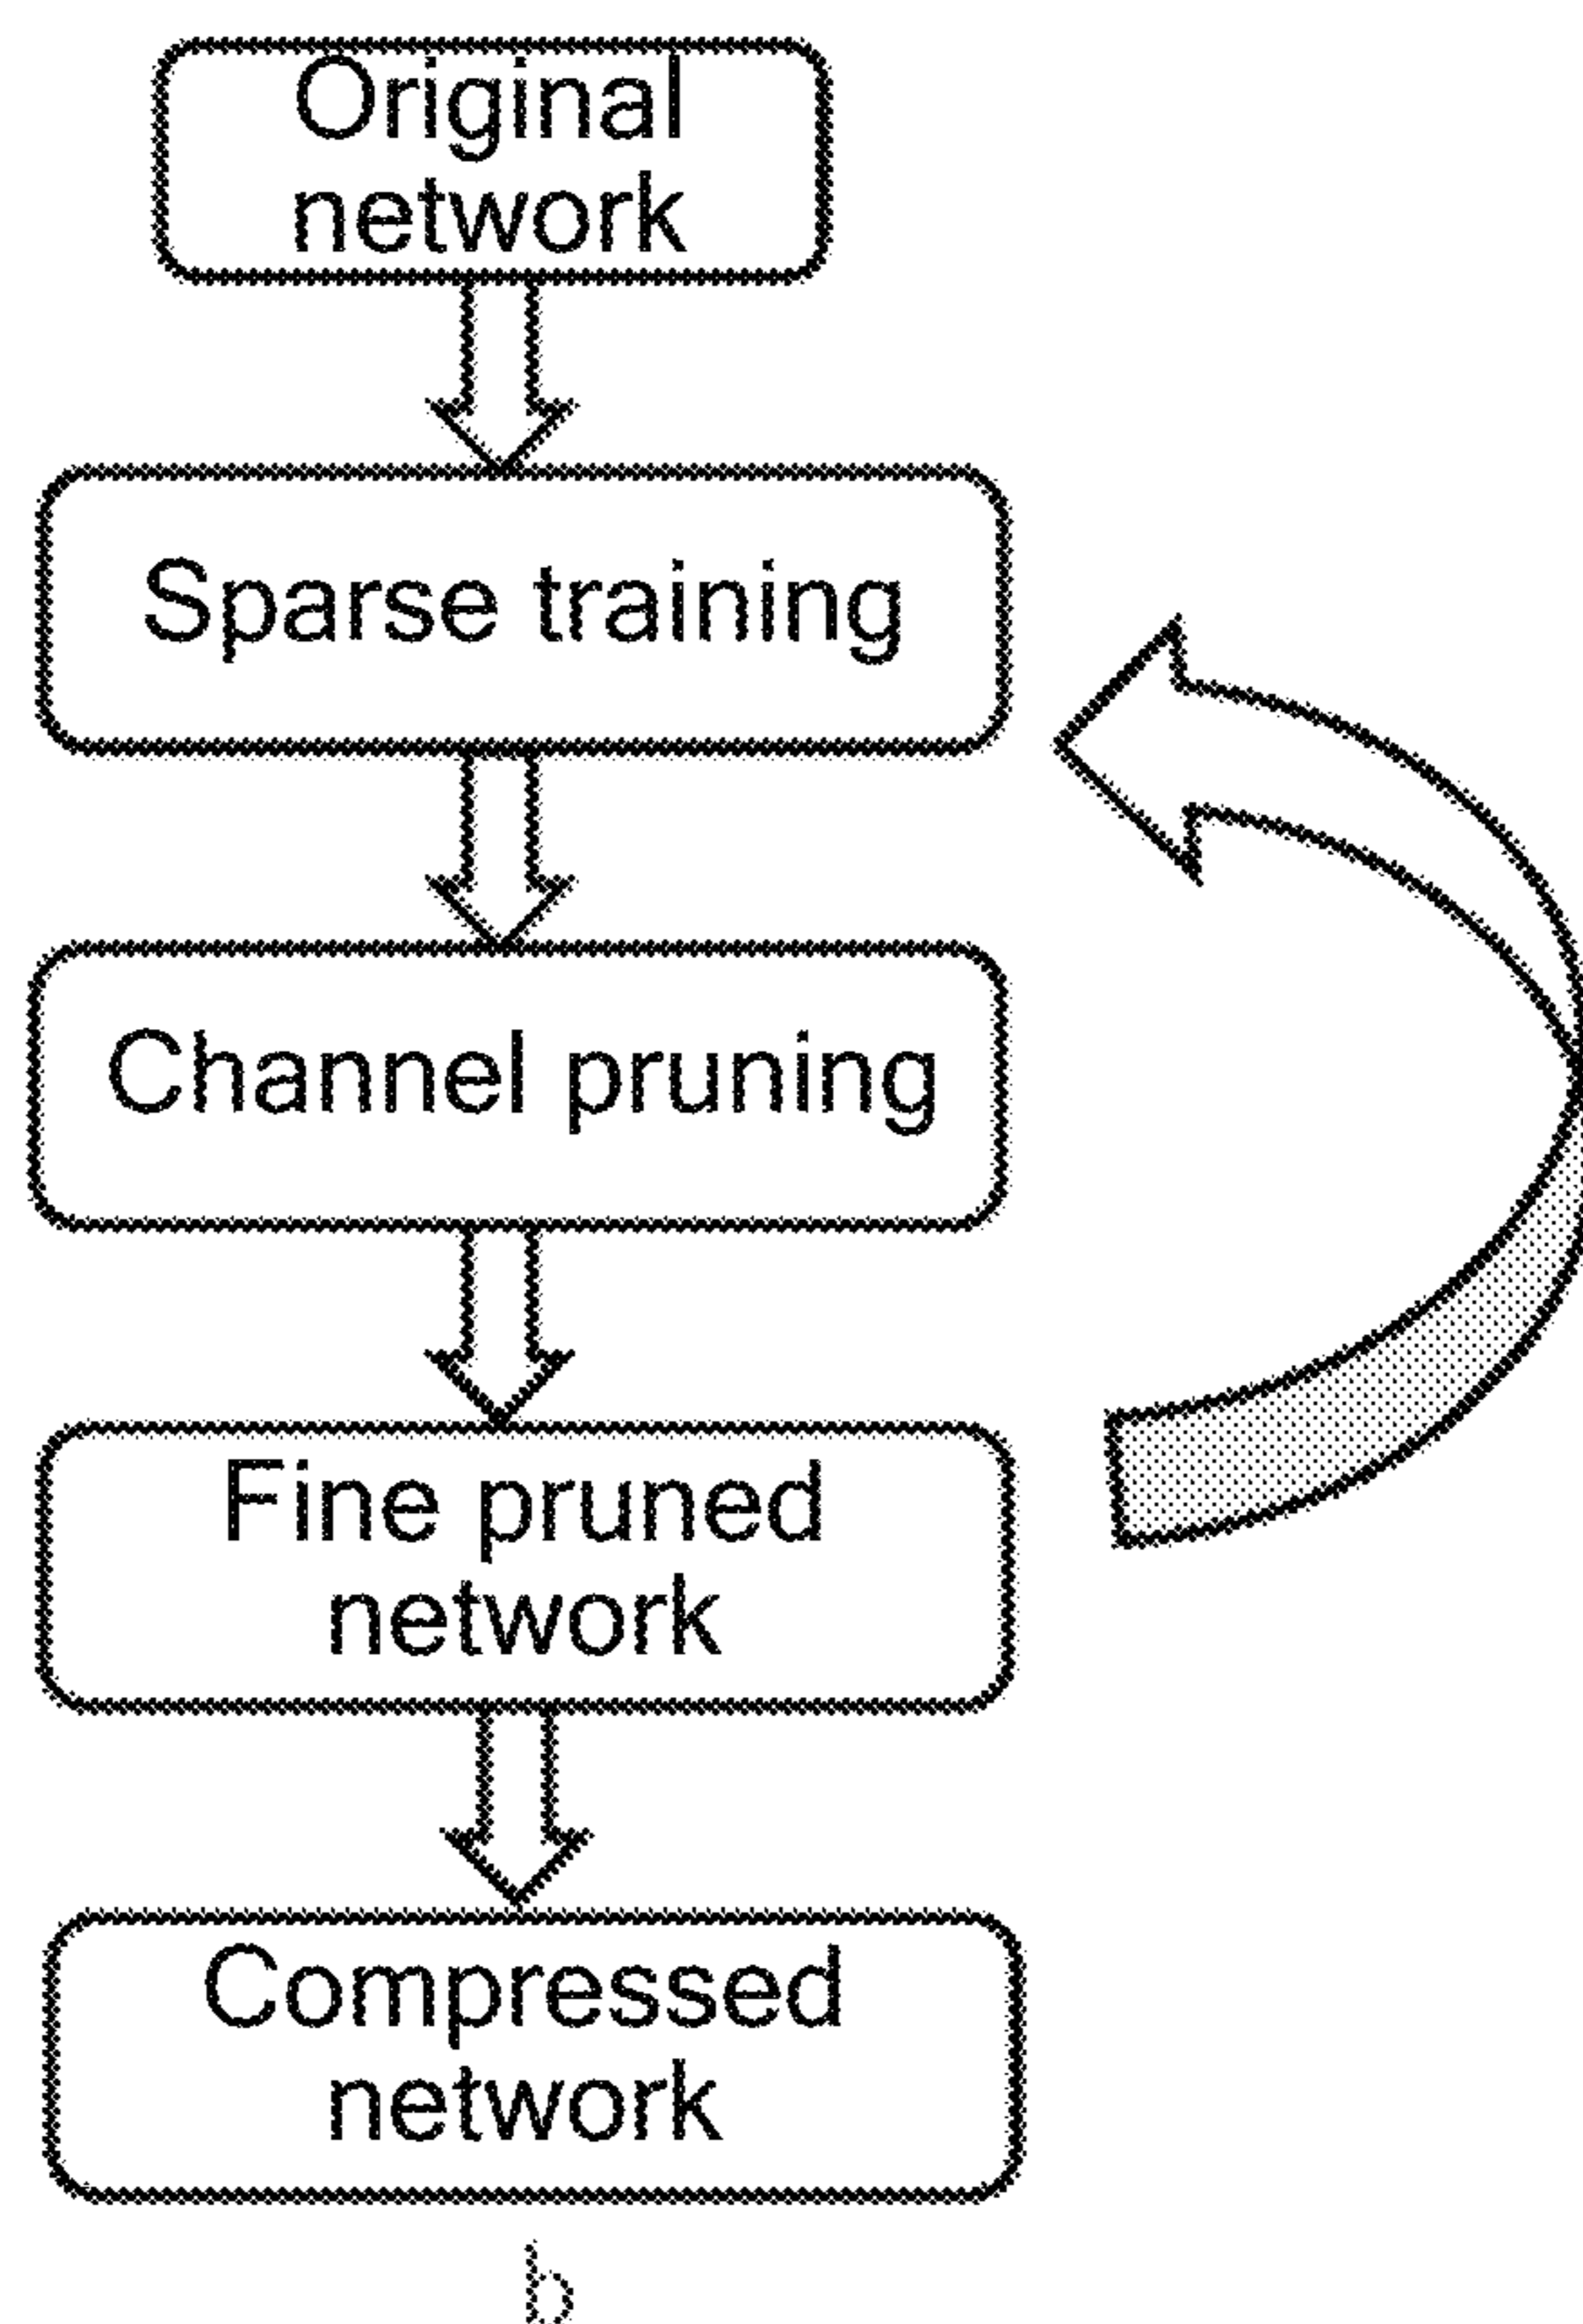 Original
network
Sparse training
Channel pruning
Fine pruned
network
Compressed
network
b